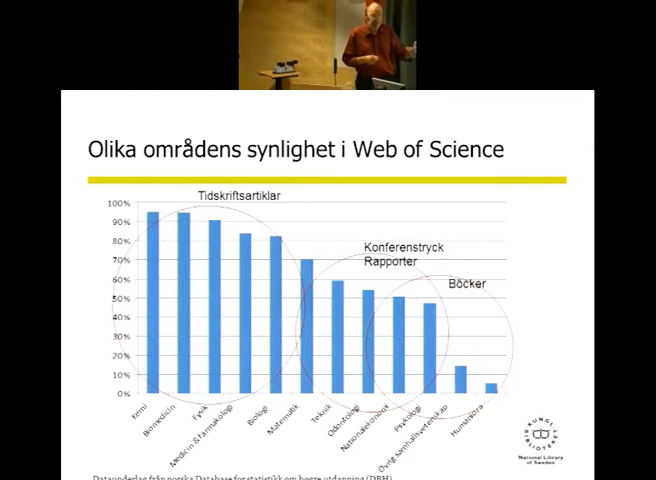 Olika områdens synlighet i Web of Science
Tidskriftsartiklar
Konferenstryck
Rapporter
Böcker
100%
90%
80%
70%
60%
50%
40%
30%
20%
10%
0%
Kemi
Biomedicin
Fysik
Medicin & farmakologi
Biologi
Matematik
Teknik
Odontologi
Nationalekonomi
Psykologi
Övrig samhällsvetenskap
Humaniora
KUNGL.
BIBLIOTEKET
National Library
of Sweden
Dataunderlag från norska Database for statistikk om høgre utdanning (DBH)